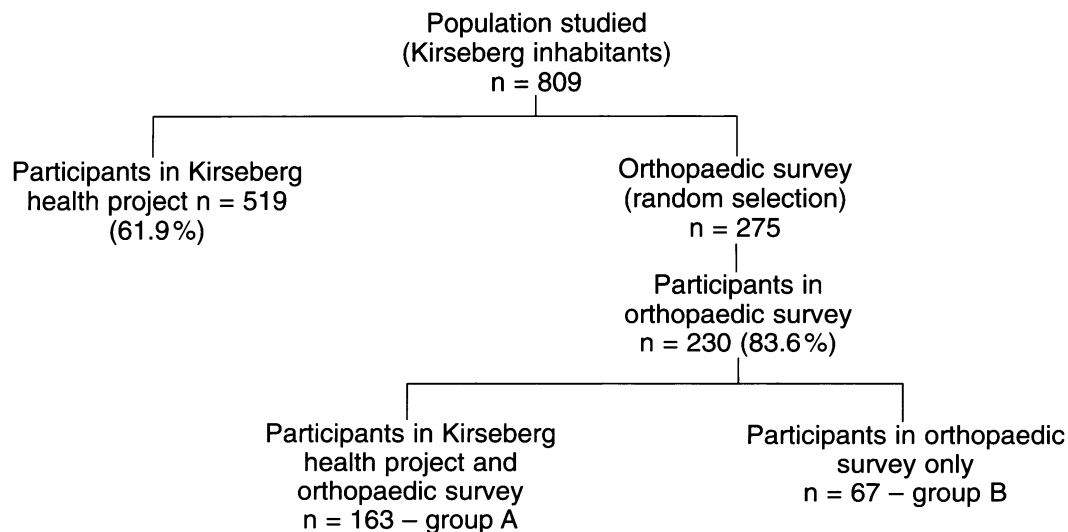 Population studied
(Kirseberg inhabitants)
n = 809
Participants in Kirseberg
health project n = 519
(61.9%)
Orthopaedic survey
(random selection)
n = 275
Participants in
orthopaedic survey
n = 230 (83.6%)
Participants in Kirseberg
health project and
orthopaedic survey
n = 163 – group A
Participants in orthopaedic
survey only
n = 67 – group B